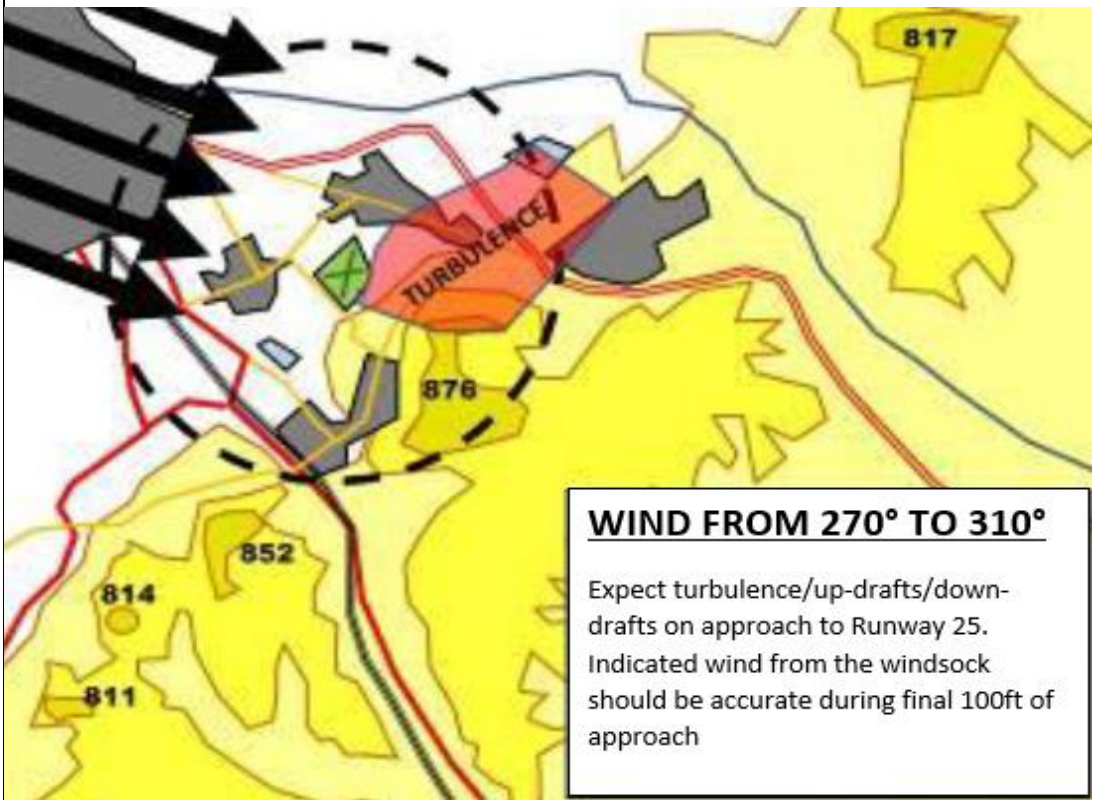 817
TURBULENCE
876
852
814
811
WIND FROM 270° TO 310°
Expect turbulence/up-drafts/down-
drafts on approach to Runway 25.
Indicated wind from the windsock
should be accurate during final 100ft of
approach